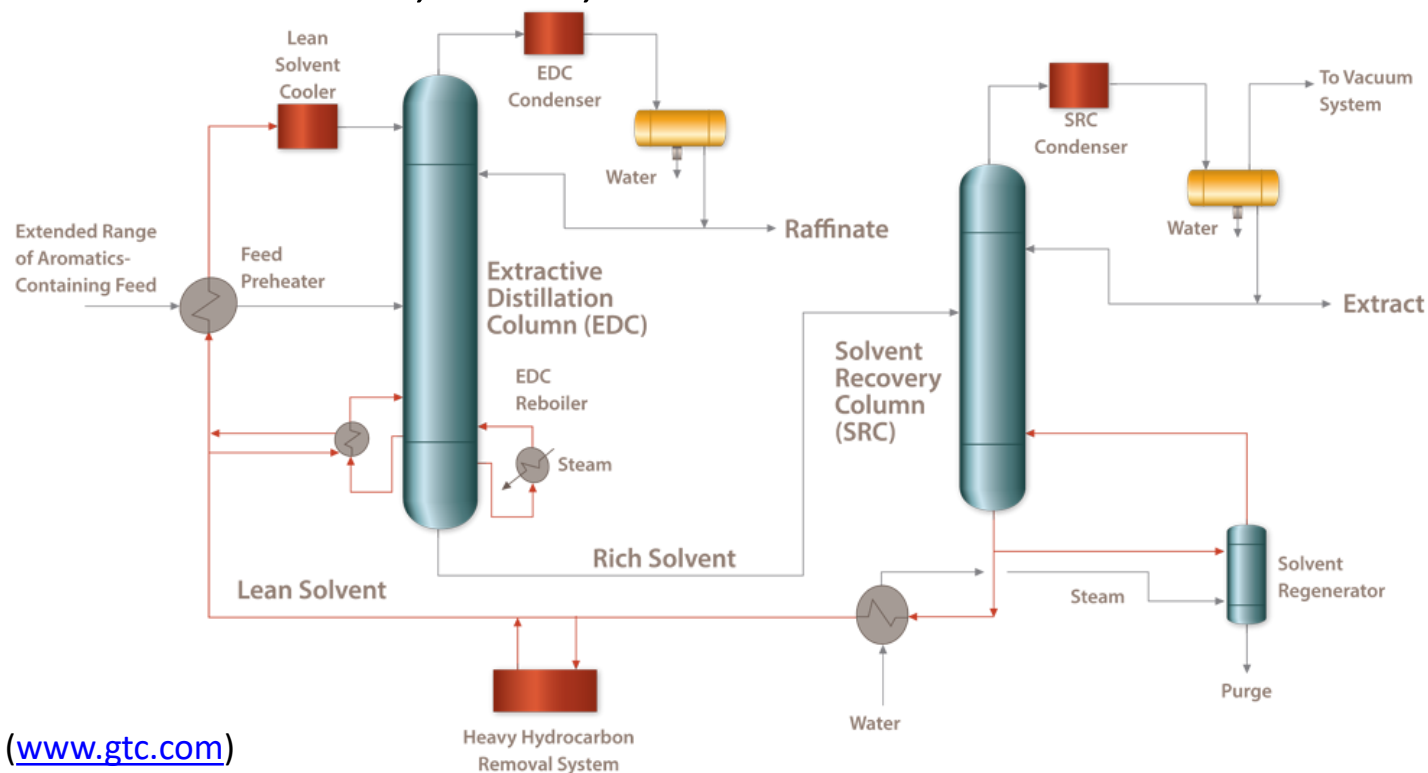 Lean
Solvent
Cooler
EDC
Condenser
Water
Raffinate
Extended Range
of Aromatics-
Containing Feed
Feed
Preheater
Extractive
Distillation
Column (EDC)
EDC
Reboiler
Steam
Rich Solvent
Lean Solvent
SRC
Condenser
To Vacuum
System
Water
Extract
Solvent
Recovery
Column
(SRC)
Steam
Solvent
Regenerator
Purge
Water
Heavy Hydrocarbon
Removal System
(www.gtc.com)